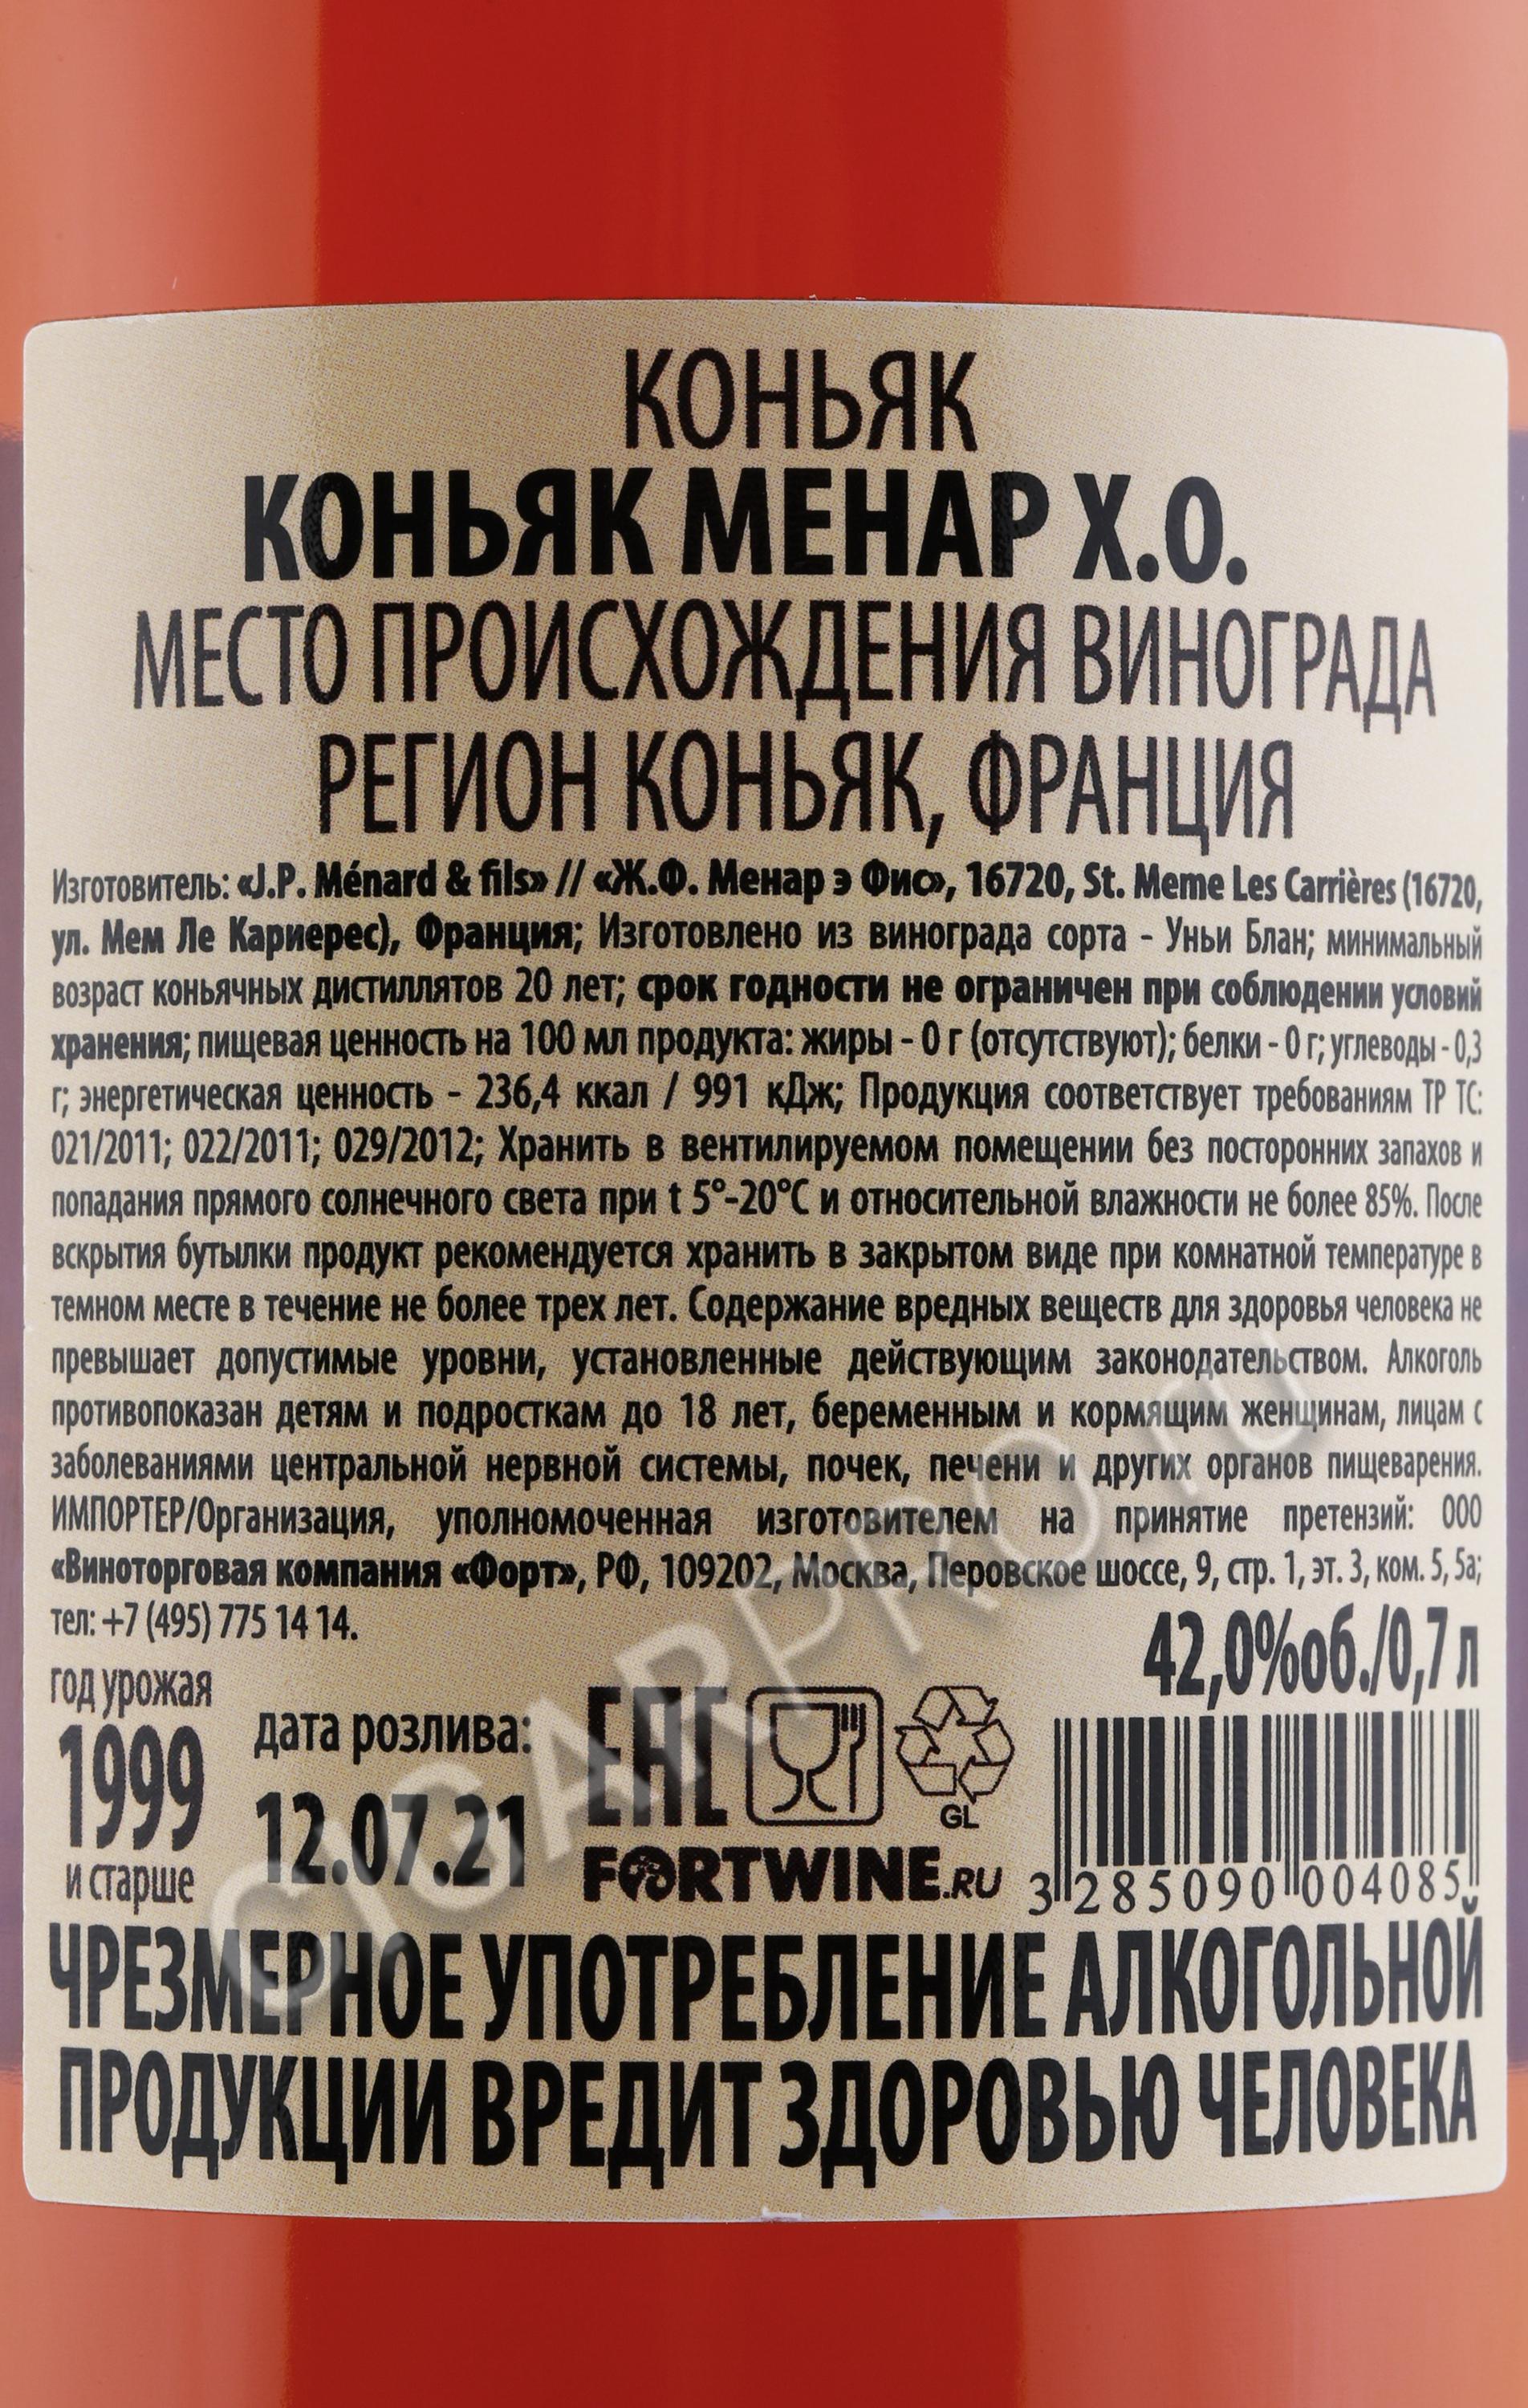 КОНЬЯК
КОНЬЯК МЕНАР X.O.
МЕСТО ПРОИСХОЖДЕНИЯ ВИНОГРАДА
РЕГИОН КОНЬЯК, ФРАНЦИЯ
Изготовитель: «J.P. Ménard & fils» // «Ж.Ф. Менар э Фис», 16720, St. Meme Les Carrières (16720,
ул. Мем Ле Кариерес), Франция; Изготовлено из винограда сорта - Уньи Блан; минимальный
возраст коньячных дистиллятов 20 лет; срок годности не ограничен при соблюдении условий
хранения; пищевая ценность на 100 мл продукта: жиры - 0 г (отсутствуют); белки - 0 г; углеводы - 0,3
г; энергетическая ценность - 236,4 ккал / 991 кДж; Продукция соответствует требованиям ТР ТС:
021/2011; 022/2011; 029/2012; Хранить в вентилируемом помещении без посторонних запахов и
попадания прямого солнечного света при t 5°-20°C и относительной влажности не более 85%. После
вскрытия бутылки продукт рекомендуется хранить в закрытом виде при комнатной температуре в
темном месте в течение не более трех лет. Содержание вредных веществ для здоровья человека не
превышает допустимые уровни, установленные действующим законодательством. Алкоголь
противопоказан детям и подросткам до 18 лет, беременным и кормящим женщинам, лицам с
заболеваниями центральной нервной системы, почек, печени и других органов пищеварения.
ИМПОРТЕР/Организация, уполномоченная изготовителем на принятие претензий: ООО
«Виноторговая компания «Форт», РФ, 109202, Москва, Перовское шоссе, 9, стр. 1, эт. 3, ком. 5, 5а;
тел: +7 (495) 775 14 14.
42,0%об./0,7 л
год урожая
1999
и старше
дата розлива:
12.07.21
EAC
GL
FORTWINE.RU
3 285090 004085
ЧРЕЗМЕРНОЕ УПОТРЕБЛЕНИЕ АЛКОГОЛЬНОЙ
ПРОДУКЦИИ ВРЕДИТ ЗДОРОВЬЮ ЧЕЛОВЕКА
CIGARPRO.ru